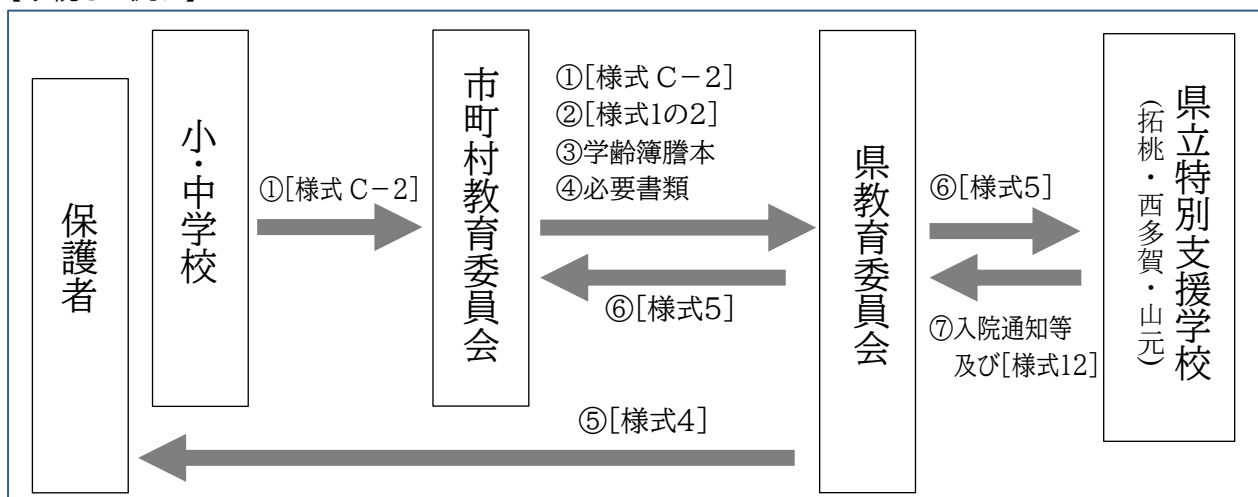 保護者
小・中学校
①[様式 C－2]
市町村教育委員会
①[様式 C－2]
②[様式1の2]
③学齢簿謄本
④必要書類
⑥[様式5]
⑤[様式4]
県教育委員会
⑥[様式5]
⑦入院通知等
及び[様式12]
県立特別支援学校
(拓桃・西多賀・山元)